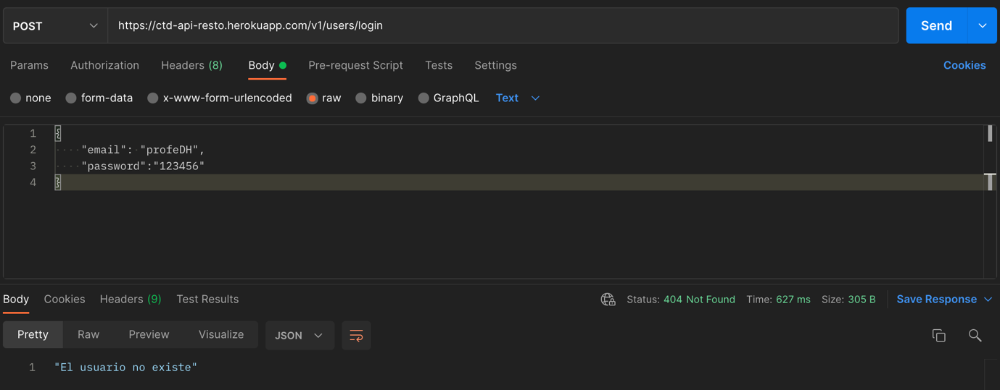 POST https://ctd-api-resto.herokuapp.com/v1/users/login Send
Params Authorization Headers (8) Body Pre-request Script Tests Settings Cookies
none form-data x-www-form-urlencoded raw binary GraphQL Text
1 {
2 ····"email":·"profeDH",
3 ····"password":"123456"
4 }
Body Cookies Headers (9) Test Results Status: 404 Not Found Time: 627 ms Size: 305 B Save Response
Pretty Raw Preview Visualize JSON
1 "El usuario no existe"